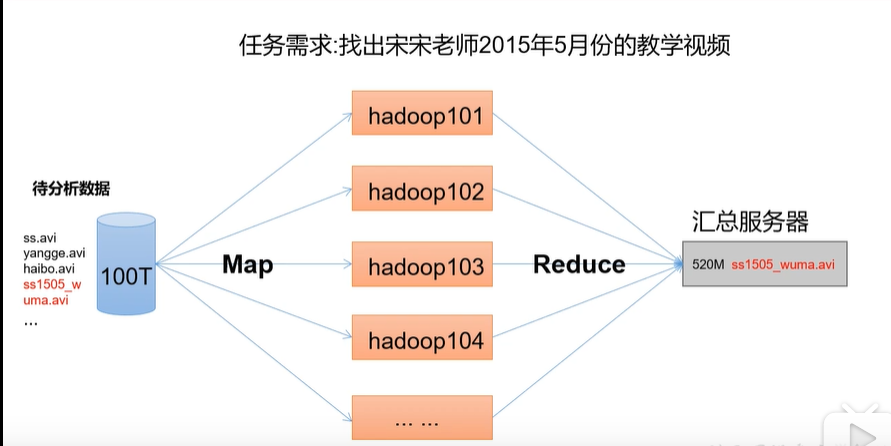 任务需求:找出宋宋老师2015年5月份的教学视频
待分析数据
ss.avi
yangge.avi
haibo.avi
ss1505_w
uma.avi
...
100T
Map
hadoop101
hadoop102
hadoop103
hadoop104
... ...
Reduce
汇总服务器
520M ss1505_wuma.avi